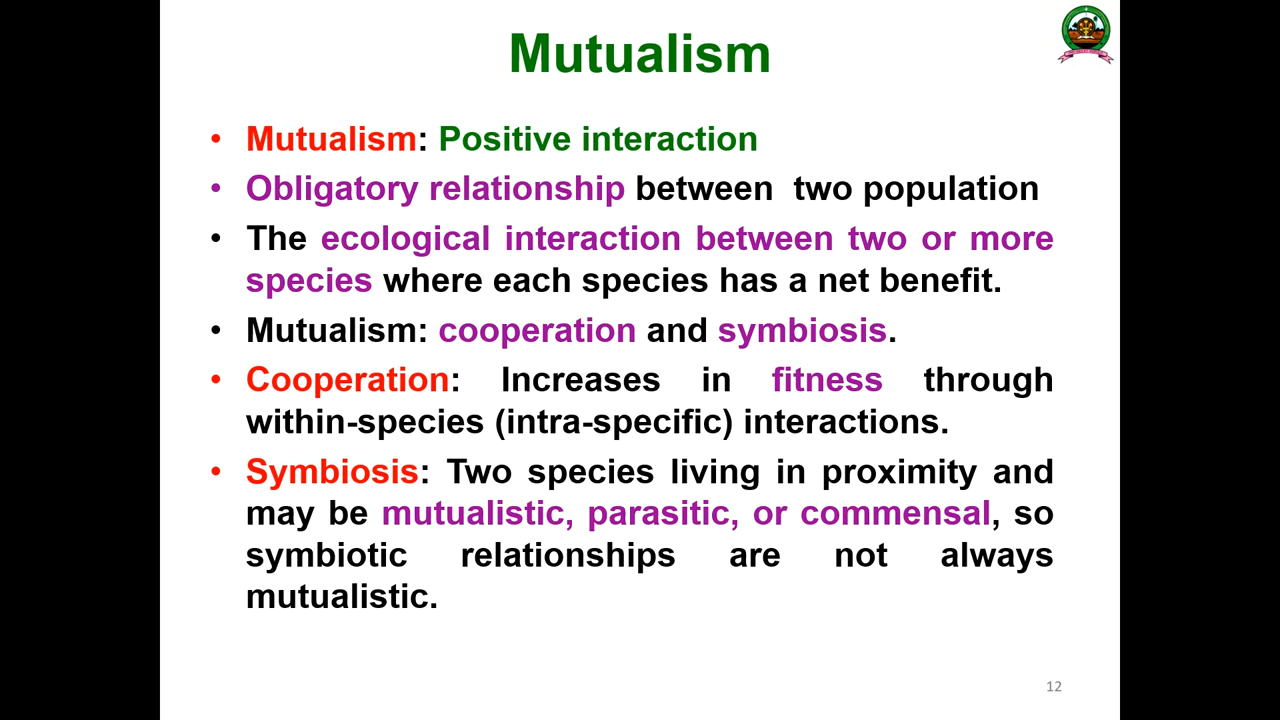 Mutualism
• Mutualism: Positive interaction
• Obligatory relationship between two population
• The ecological interaction between two or more
species where each species has a net benefit.
• Mutualism: cooperation and symbiosis.
• Cooperation: Increases in fitness through
within-species (intra-specific) interactions.
• Symbiosis: Two species living in proximity and
may be mutualistic, parasitic, or commensal, so
symbiotic relationships are not always
mutualistic.
12